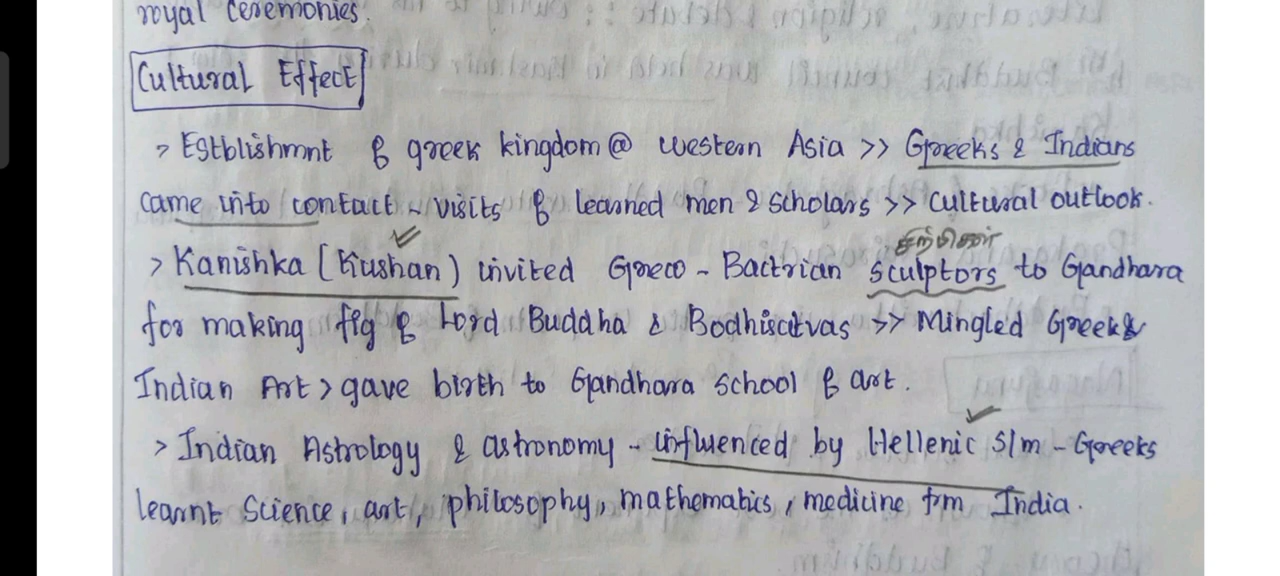 royal ceremonies.
Cultural Effect
> Estblishmnt of greek kingdom @ western Asia >> Greeks & Indians
came into contact ~ visits of learned men & scholars >> Cultural outlook.
சிற்பிகள்
> Kanishka [Kushan) invited Graeco - Bactrian sculptors to Gandhara
for making fig of Lord Buddha & Bodhisatvas >> Mingled Greek &
Indian Art > gave birth to Gandhara school of art.
> Indian Astrology & astronomy - influenced by Hellenic s/m - Greeks
learnt Science, art, philosophy, mathematics, medicine frm India.